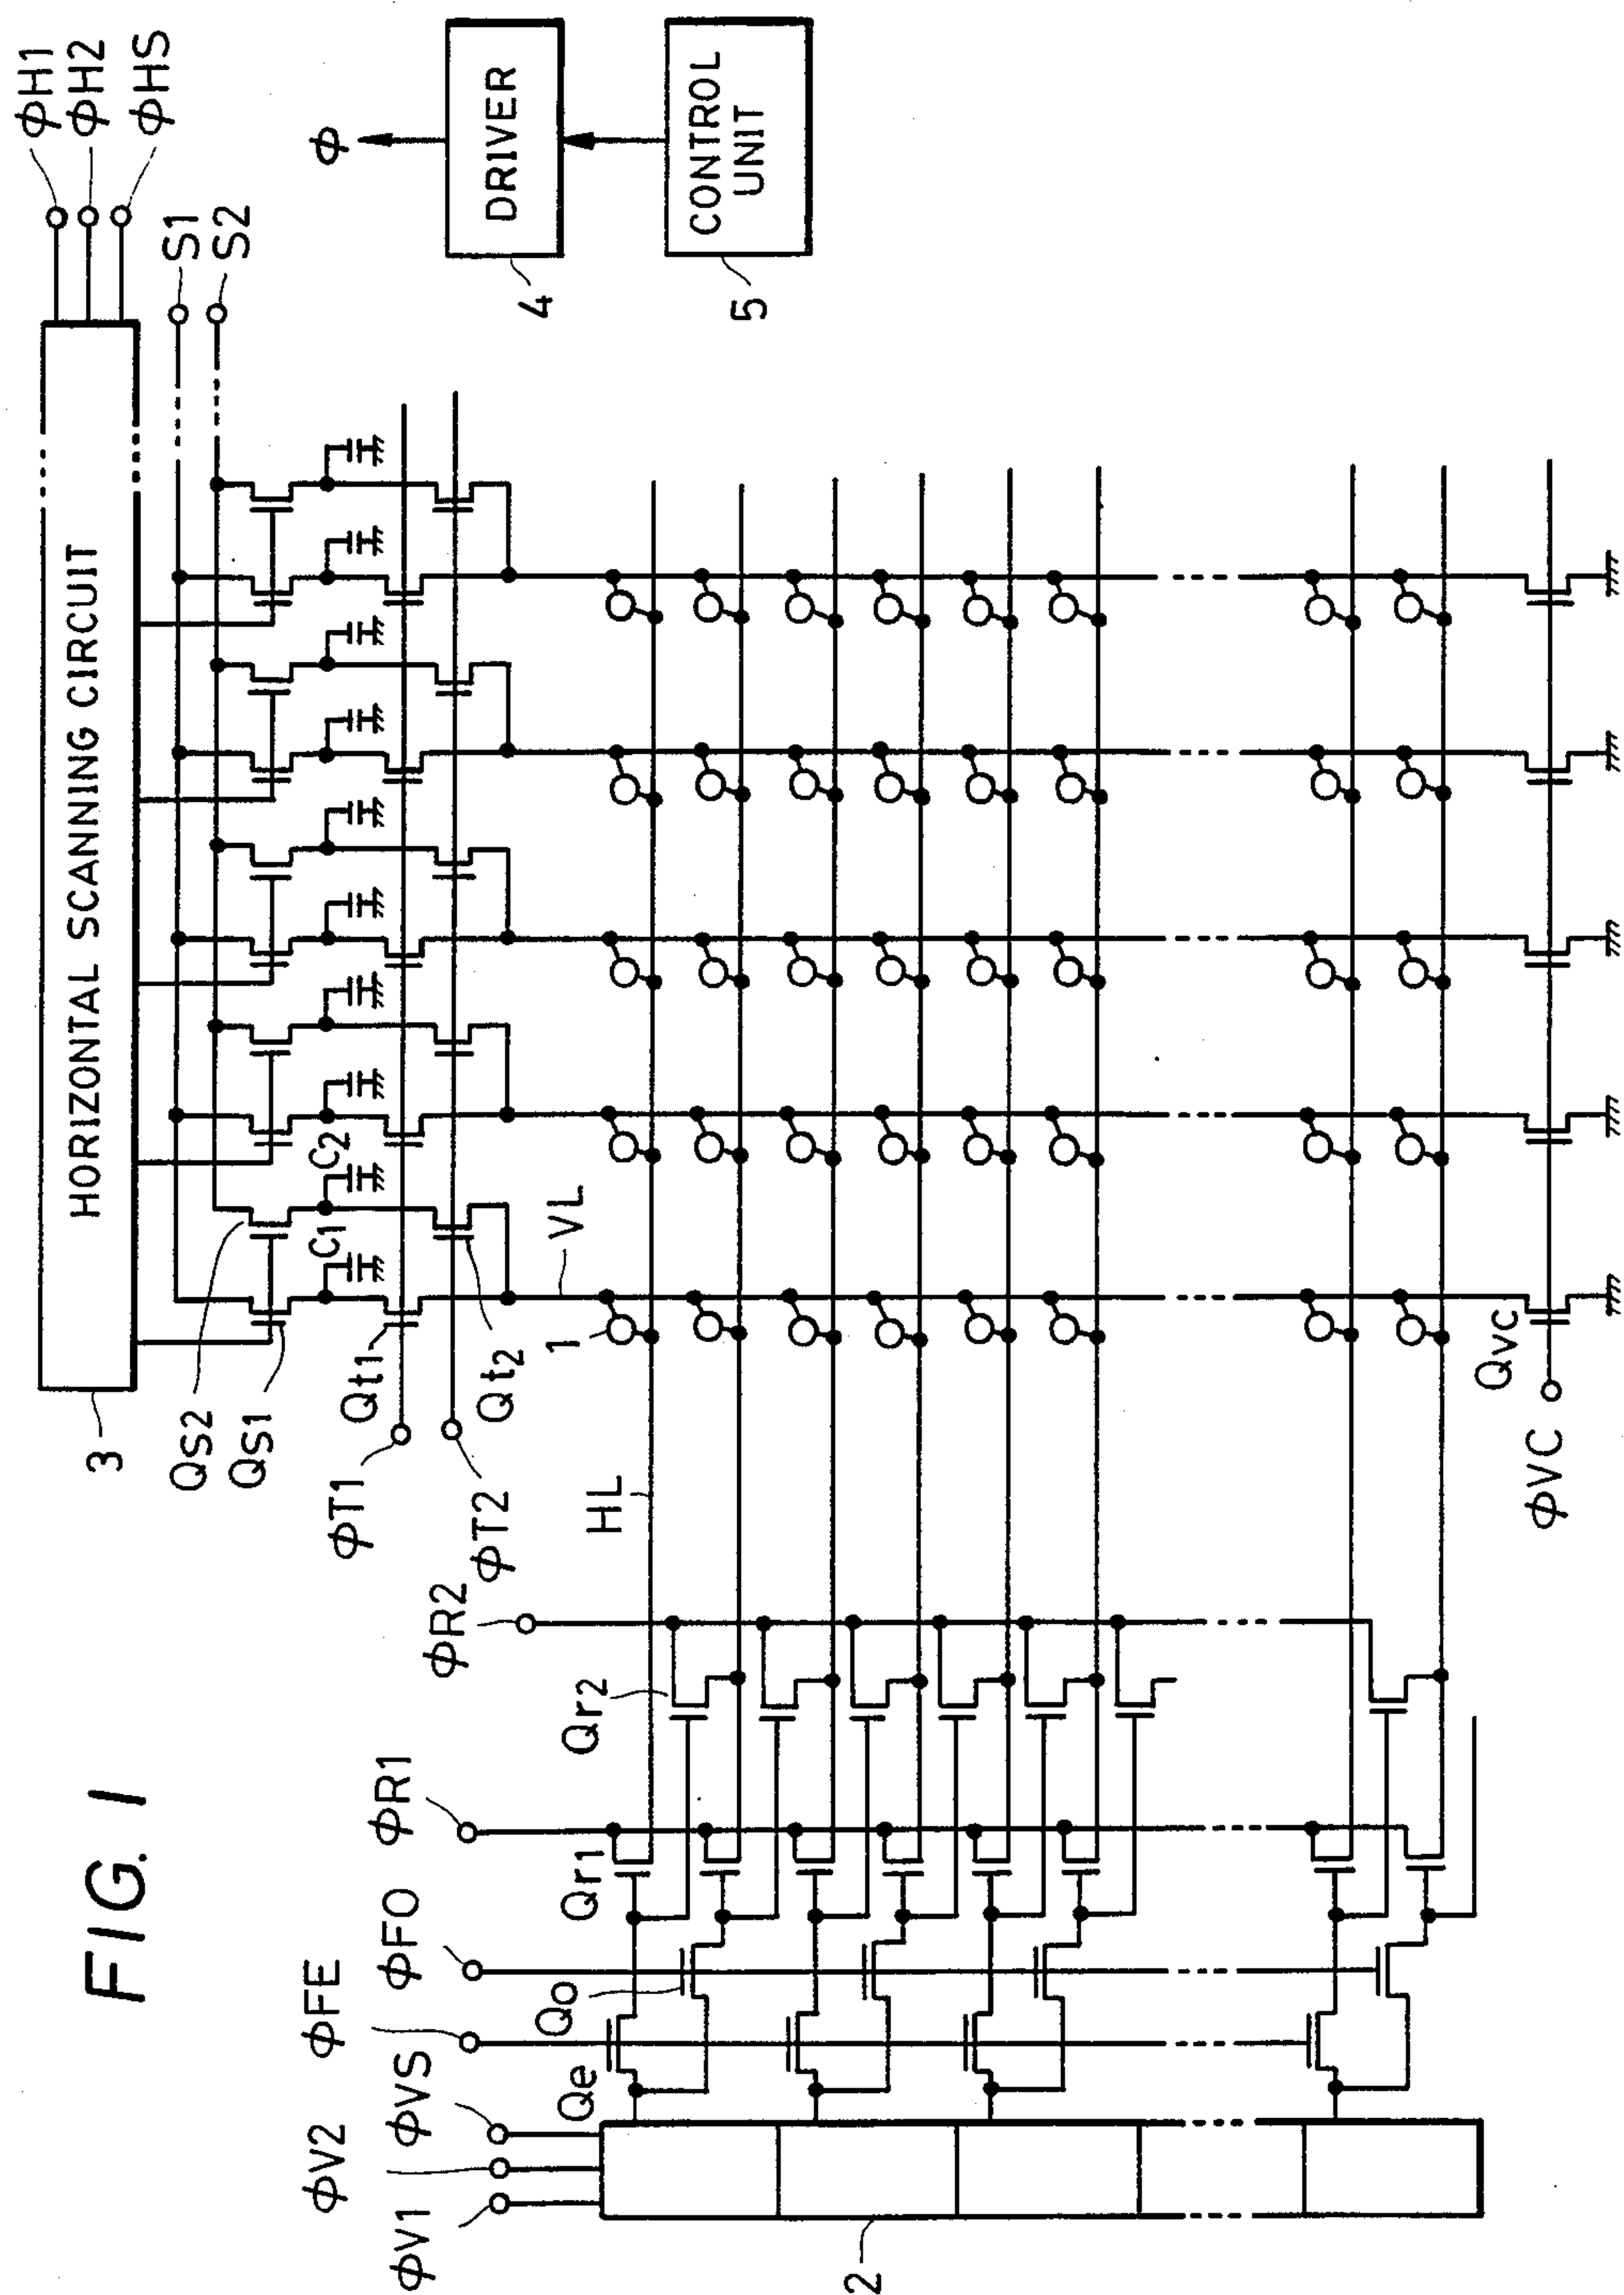 FIG. 1
HORIZONTAL SCANNING CIRCUIT
3
ϕH1
ϕH2
ϕHS
S1
S2
ϕ
DRIVER
4
CONTROL
UNIT
5
QS2
QS1
C1
C2
Qt1
Qt2
ϕT1
ϕT2
VL
1
HL
ϕR2
Qr2
ϕR1
Qr1
ϕFO
ϕFE
Qo
Qe
ϕVS
ϕV2
ϕV1
2
Qvc
ϕVC